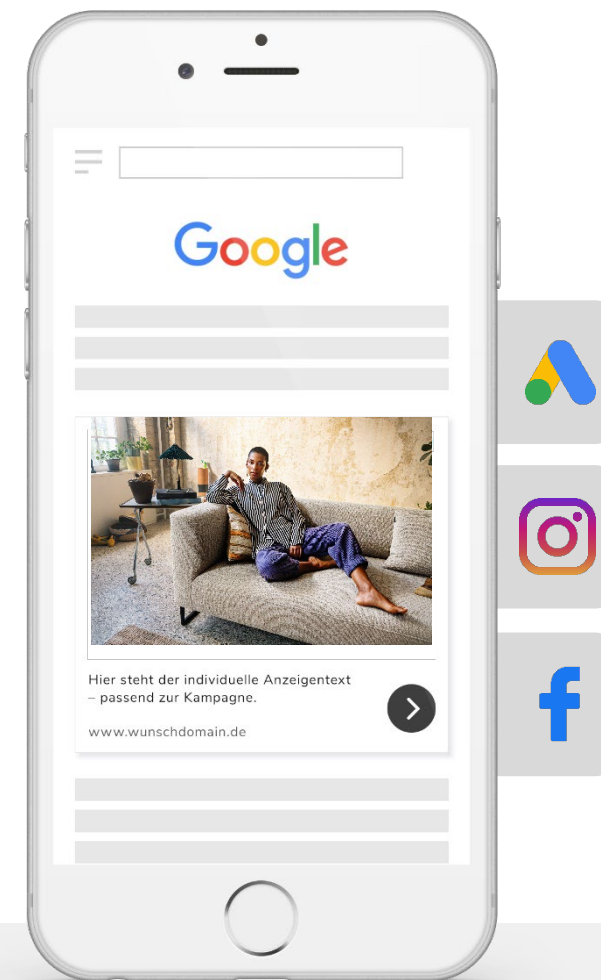 Google
Hier steht der individuelle Anzeigentext
– passend zur Kampagne.
www.wunschdomain.de